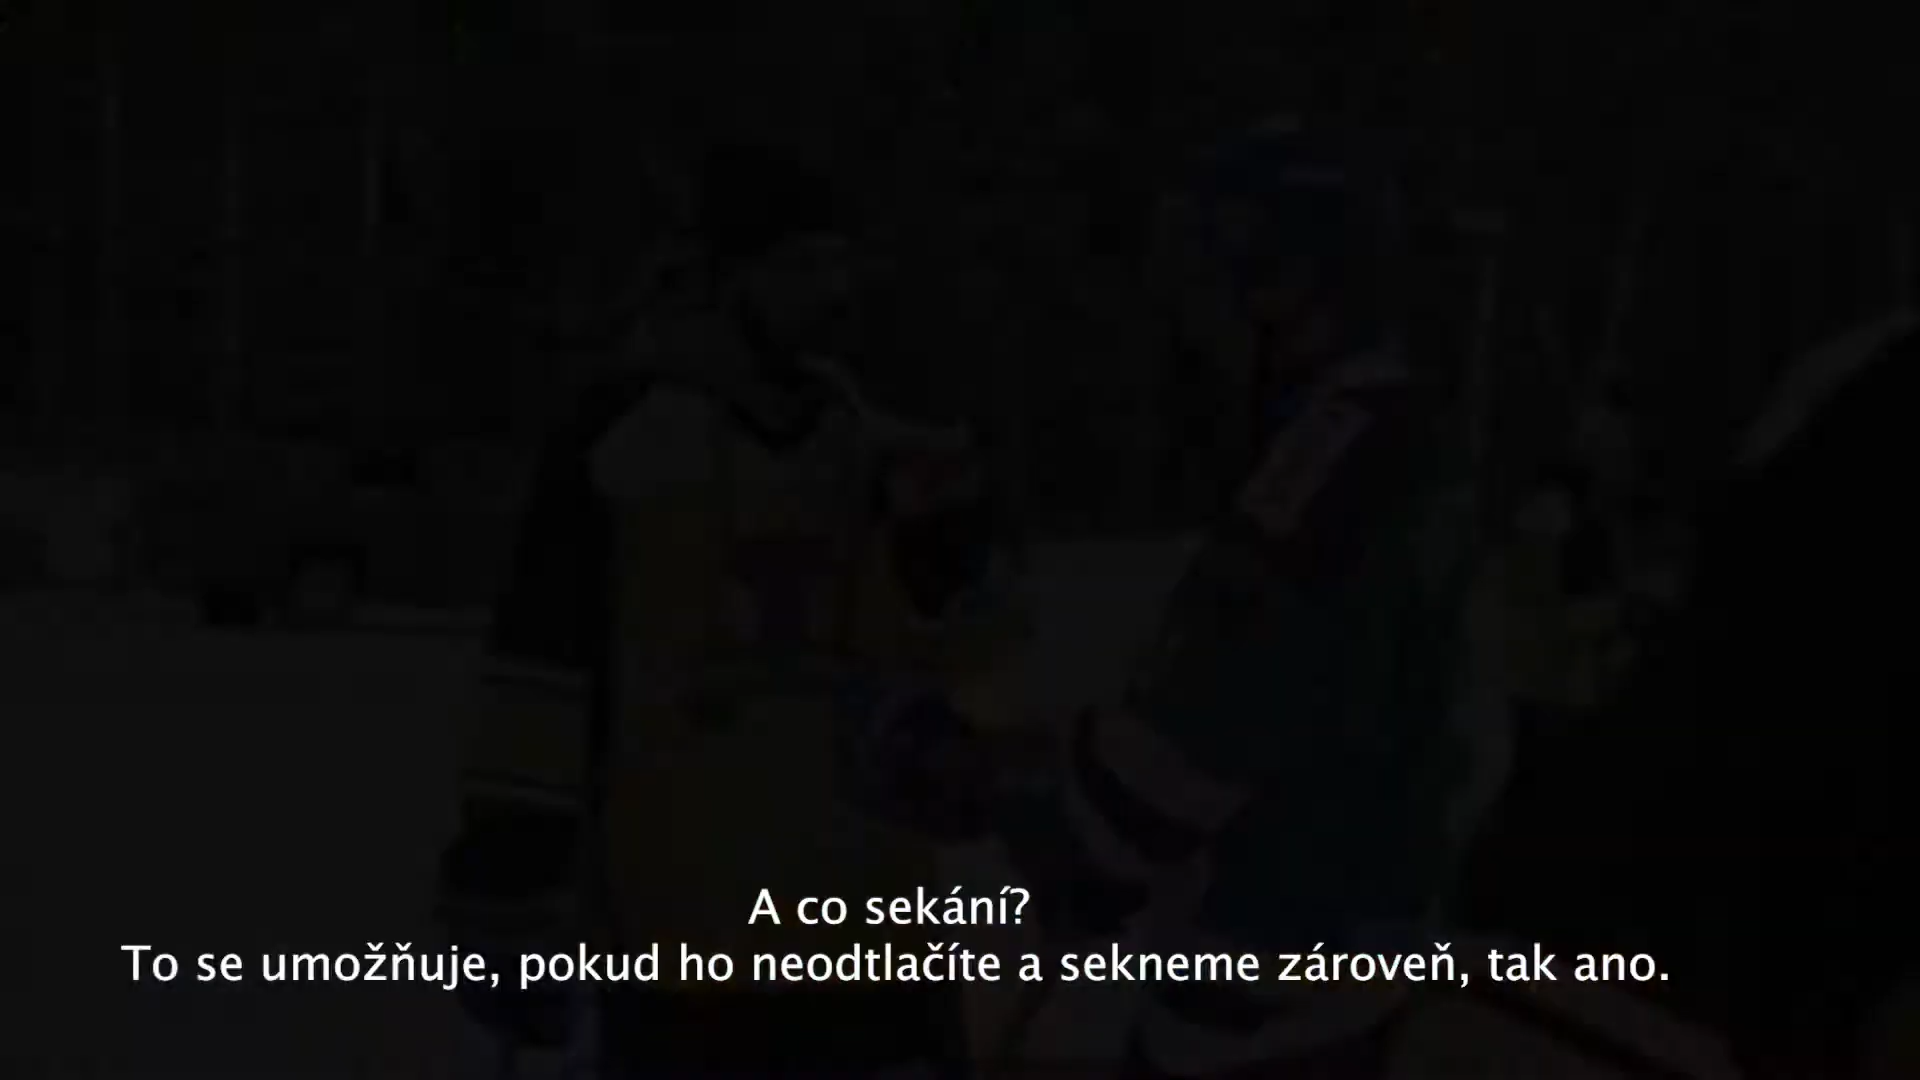 A co sekání?
To se umožňuje, pokud ho neodtlačíte a sekneme zároveň, tak ano.